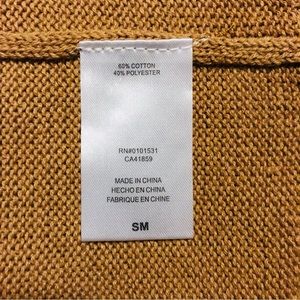 60% COTTON
40% POLYESTER
RN#0101531
CA41859
MADE IN CHINA
HECHO EN CHINA
FABRIQUE EN CHINE
SM